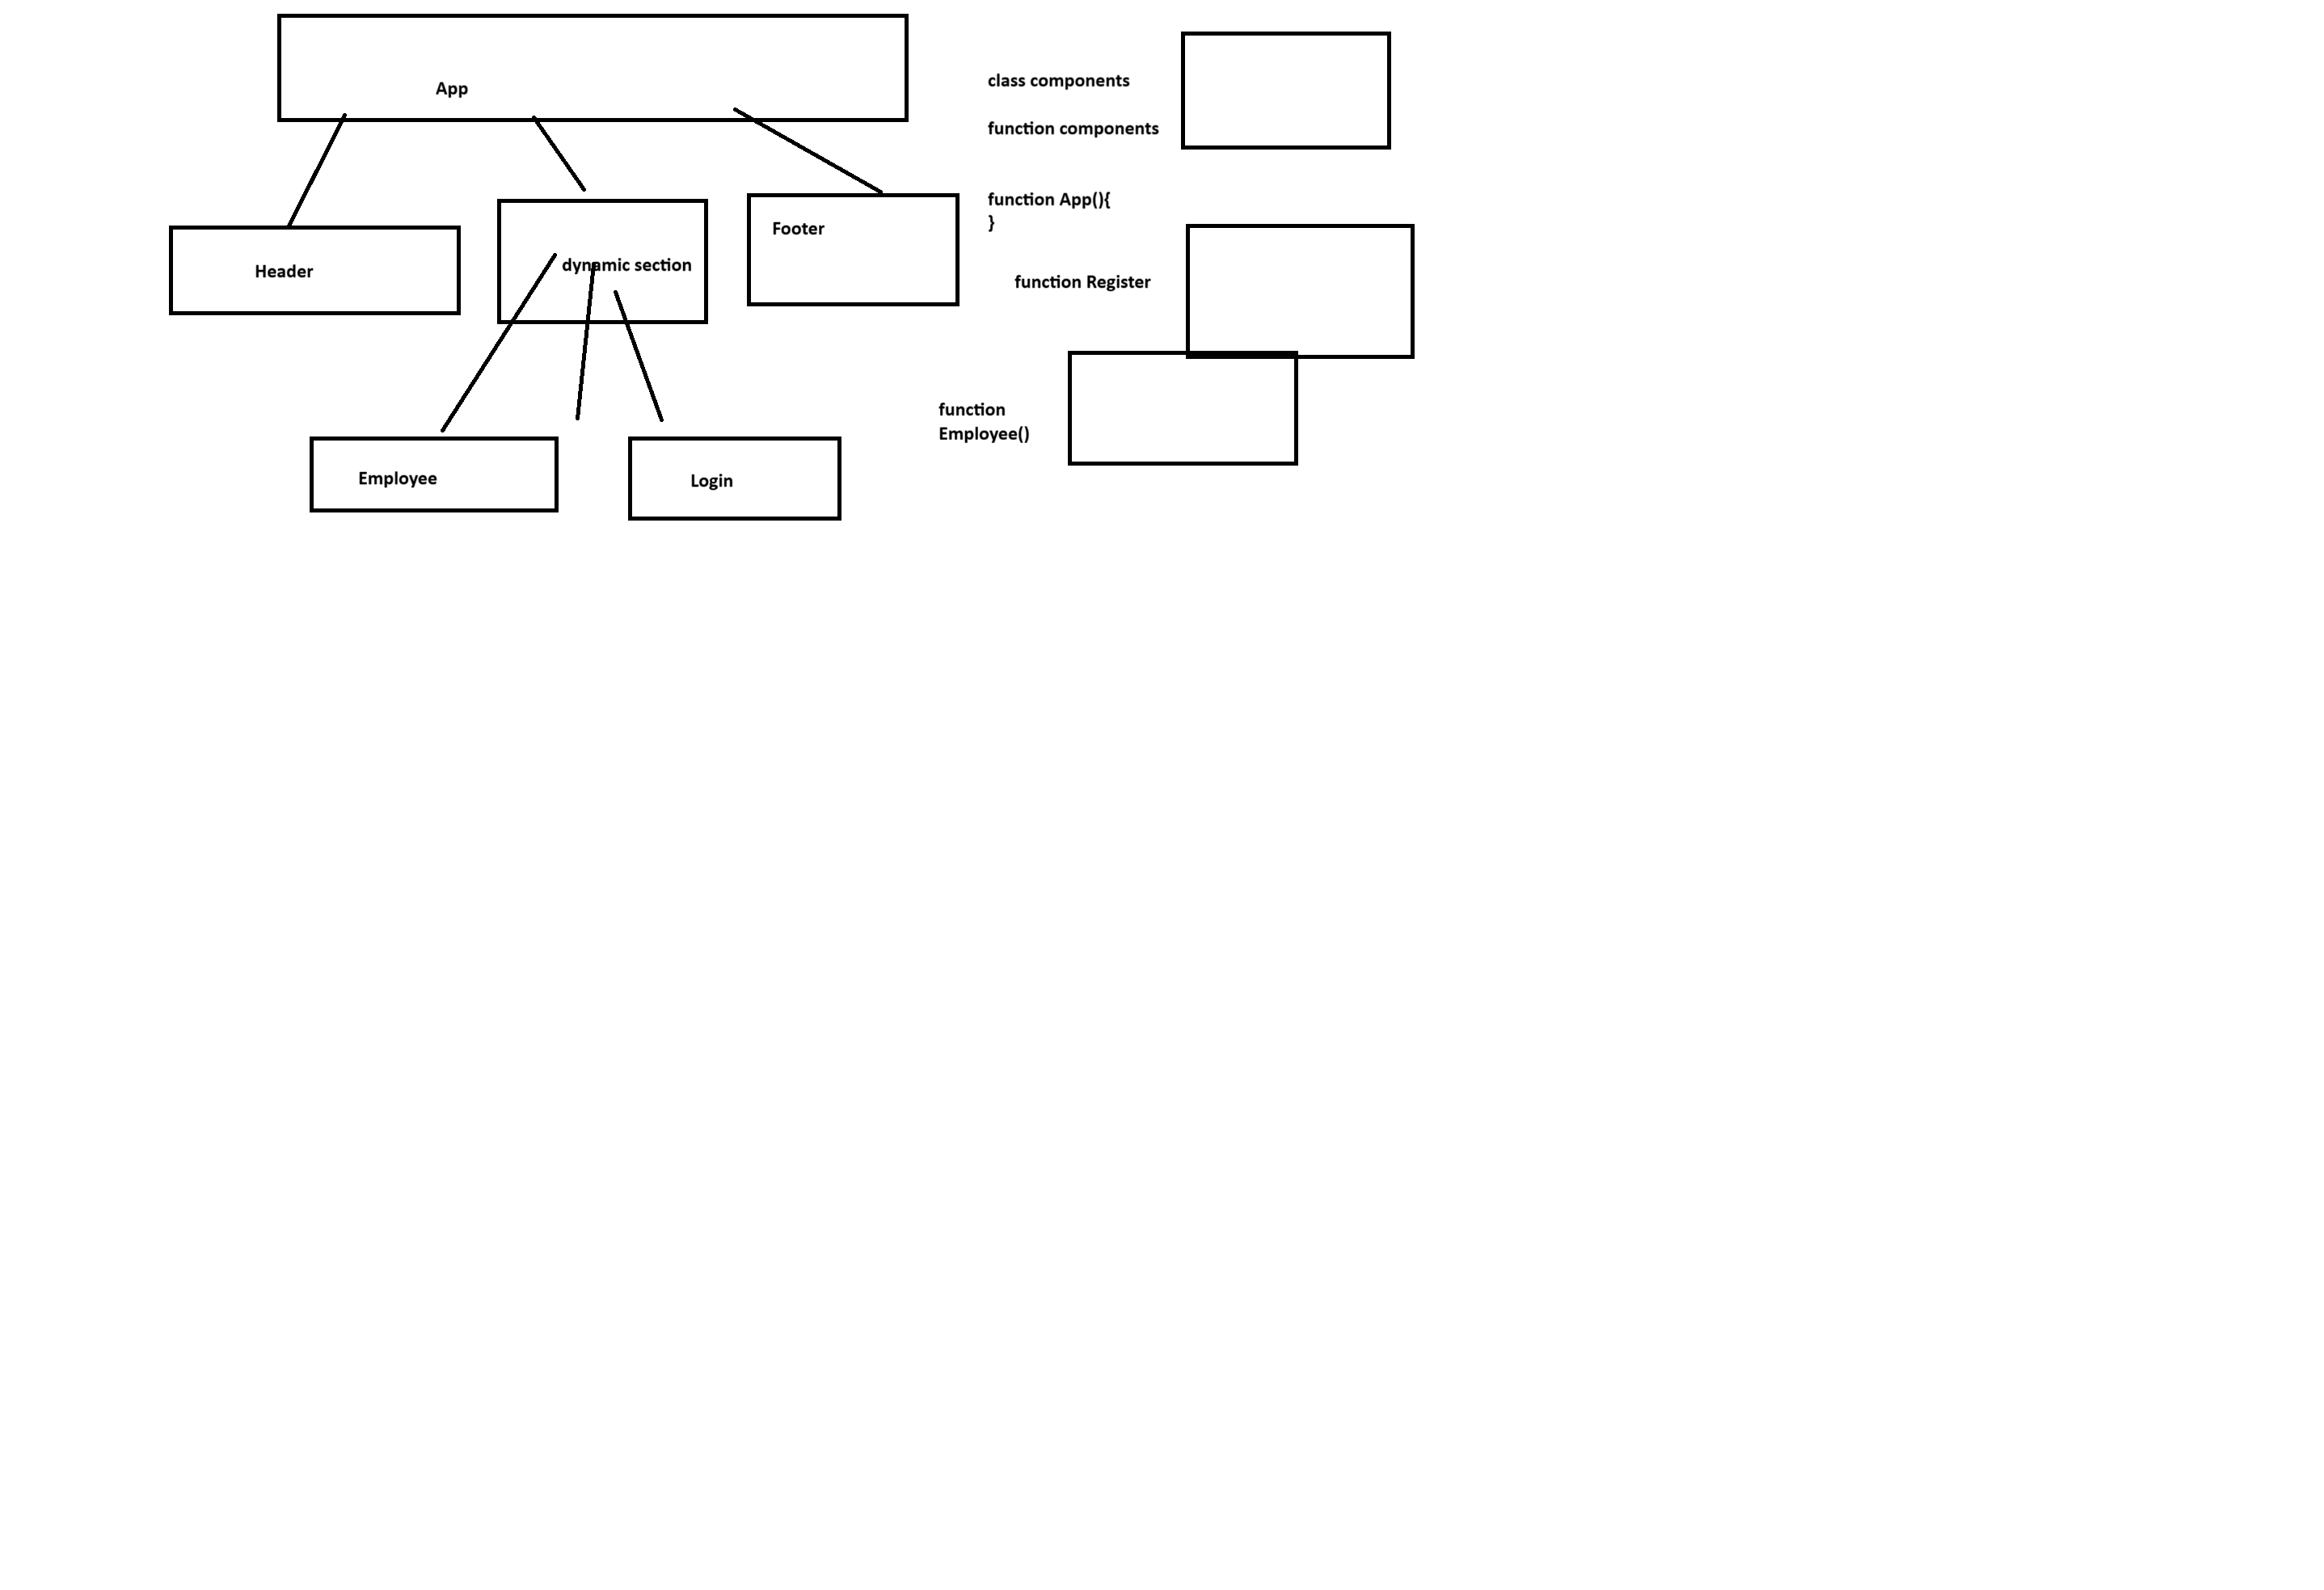 App
class components
function components
function App(){
}
Header
dynamic section
Footer
function Register
function
Employee()
Employee
Login